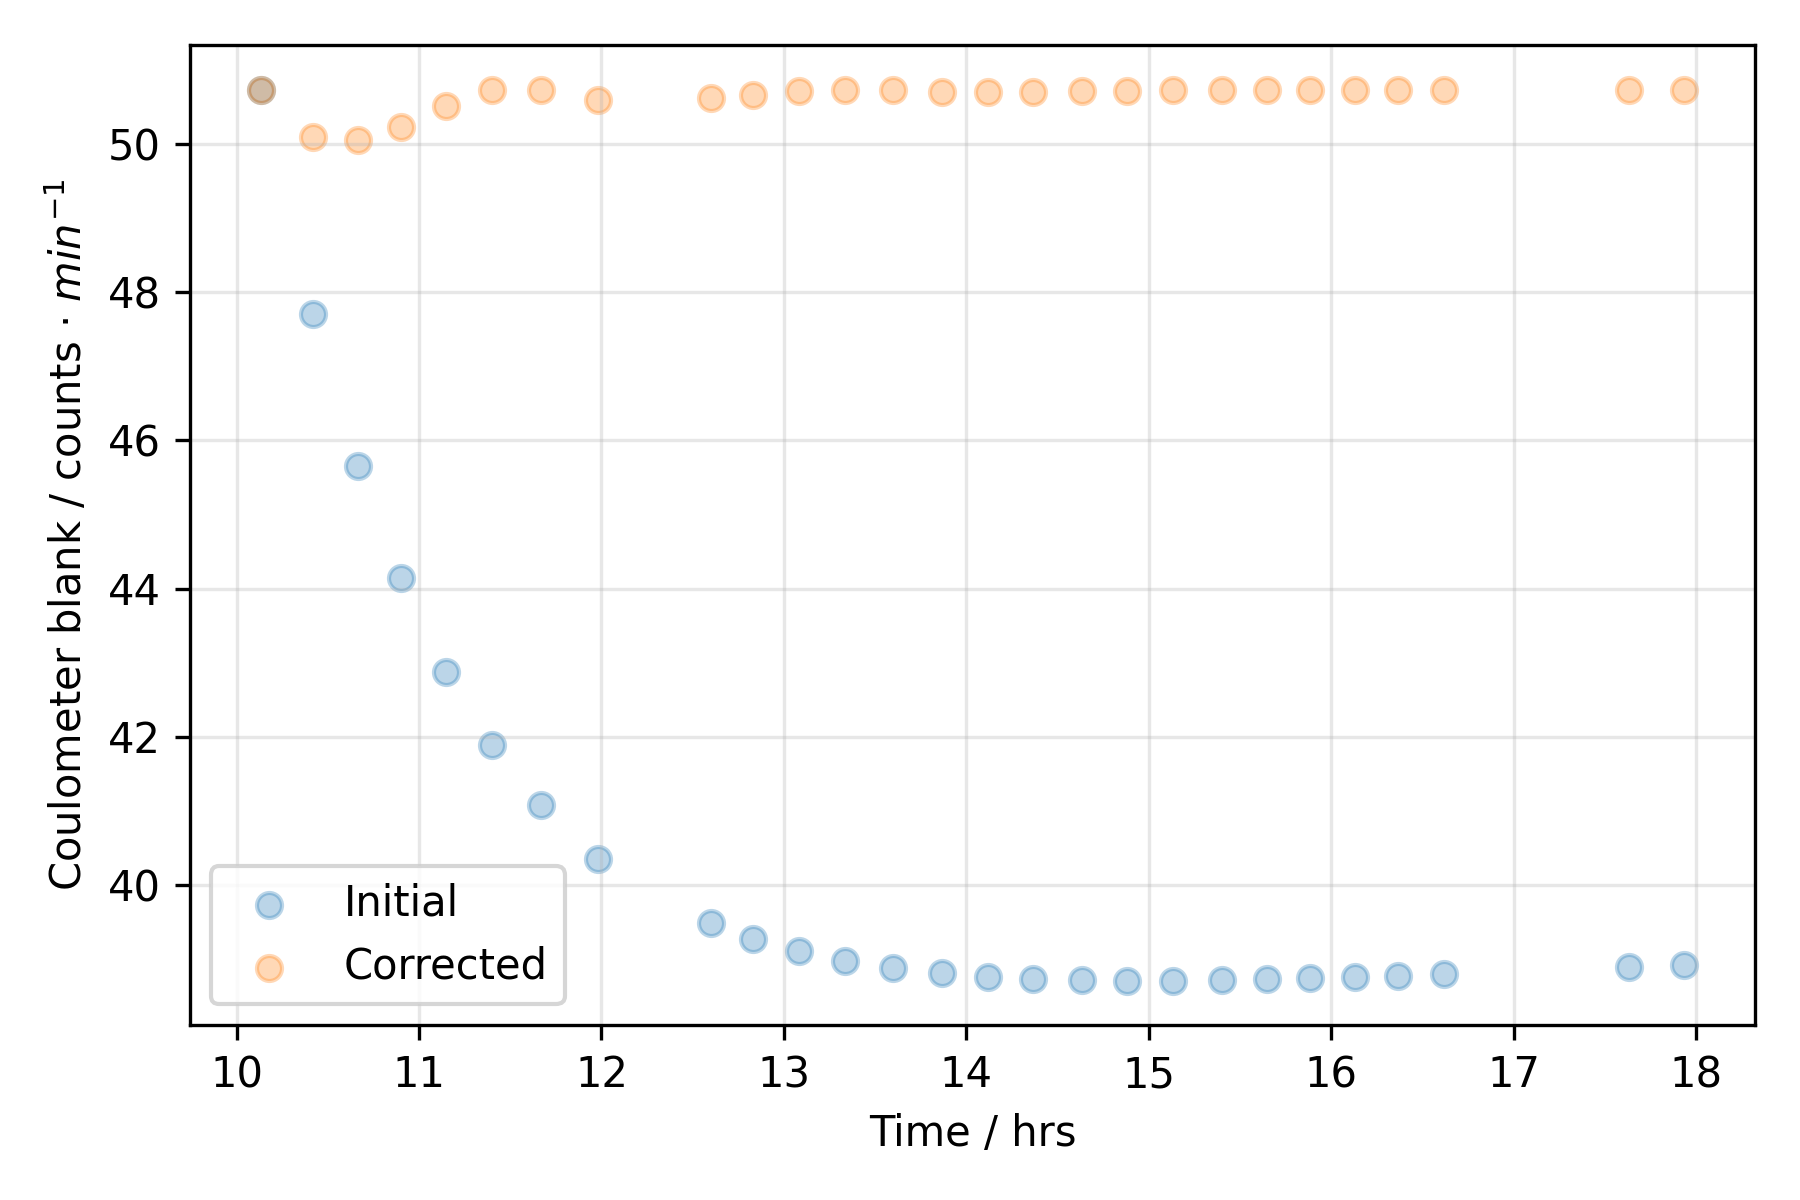 50
48
46
44
42
40
10 11 12 13 14 15 16 17 18
Coulometer blank / counts · min⁻¹
Time / hrs
Initial
Corrected